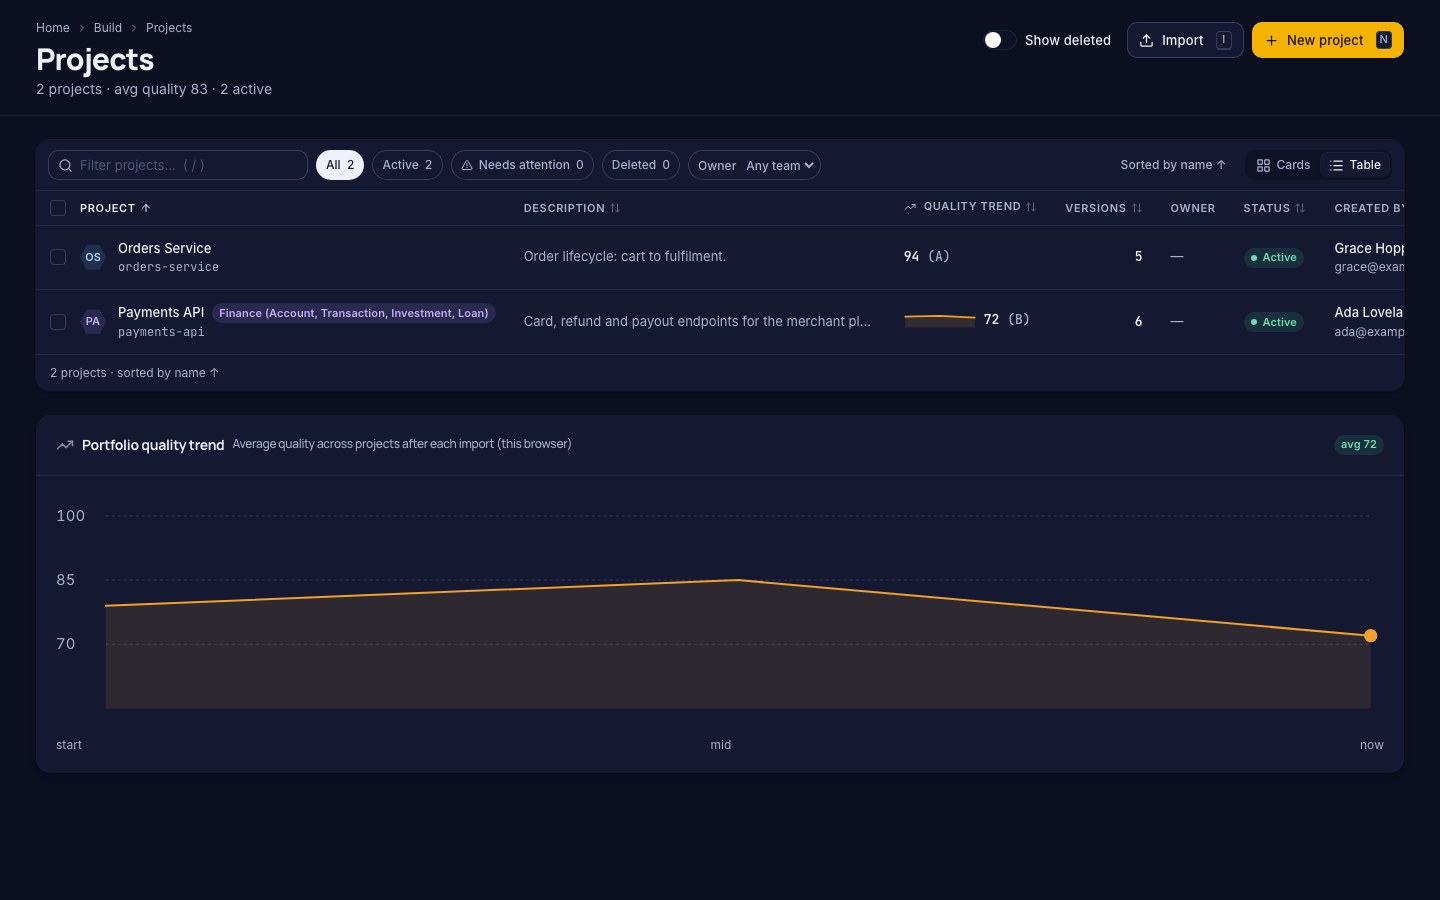 Home > Build > Projects
Projects
2 projects · avg quality 83 · 2 active
Show deleted
Import I
+ New project N
Filter projects... ( / )
All 2
Active 2
Needs attention 0
Deleted 0
Owner Any team
Sorted by name ↑
Cards
Table
PROJECT ↑ DESCRIPTION ↑↓ QUALITY TREND ↑↓ VERSIONS ↑↓ OWNER STATUS ↑↓ CREATED BY
OS Orders Service
orders-service
Order lifecycle: cart to fulfilment.
94 (A)
5
—
Active
Grace Hopp
grace@exam
PA Payments API Finance (Account, Transaction, Investment, Loan)
payments-api
Card, refund and payout endpoints for the merchant pl...
72 (B)
6
—
Active
Ada Lovela
ada@examp
2 projects · sorted by name ↑
Portfolio quality trend Average quality across projects after each import (this browser)
avg 72
100
85
70
start mid now